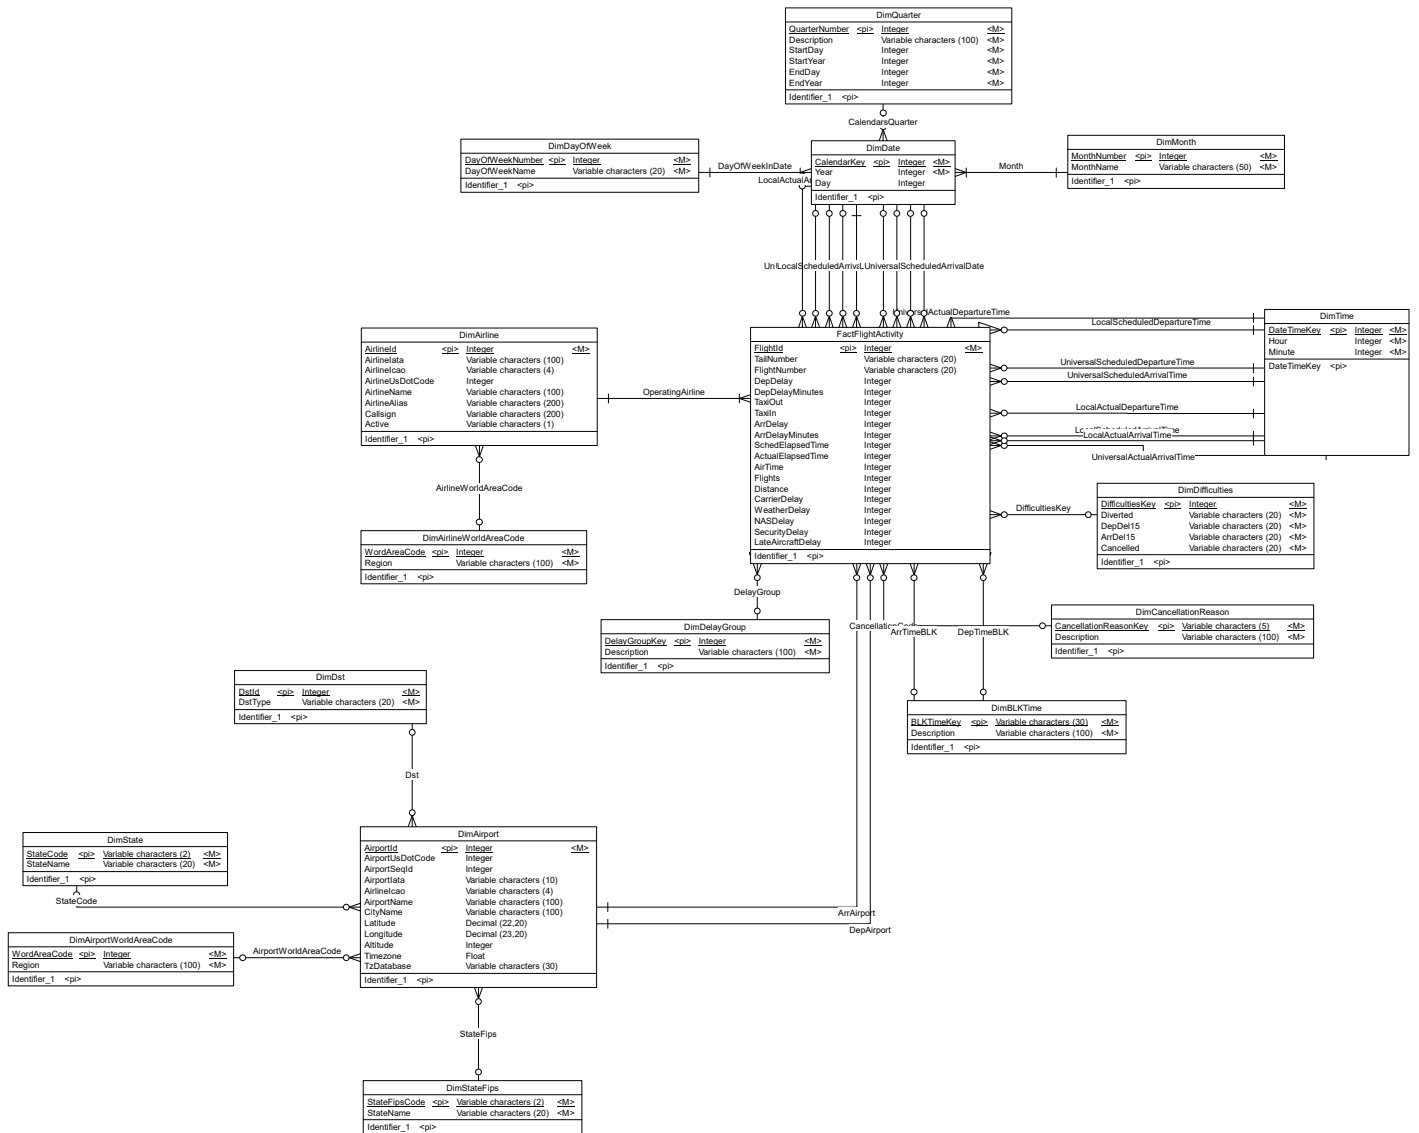 DimQuarter
QuarterNumber <pi> Integer <M>
Description Variable characters (100) <M>
StartDay Integer <M>
StartYear Integer <M>
EndDay Integer <M>
EndYear Integer <M>
Identifier_1 <pi>
CalendarsQuarter
DimDayOfWeek
DayOfWeekNumber <pi> Integer <M>
DayOfWeekName Variable characters (20) <M>
Identifier_1 <pi>
DayOfWeekInDate
DimDate
CalendarKey <pi> Integer <M>
Year Integer <M>
Day Integer
Identifier_1 <pi>
Month
DimMonth
MonthNumber <pi> Integer <M>
MonthName Variable characters (50) <M>
Identifier_1 <pi>
LocalScheduledArriva
UniversalScheduledArrivalDate
ActualDepartureTime
LocalScheduledDepartureTime
UniversalScheduledDepartureTime
UniversalScheduledArrivalTime
LocalActualDepartureTime
LocalActualArrivalTime
UniversalActualArrivalTime
DimTime
DateTimeKey <pi> Integer <M>
Hour Integer <M>
Minute Integer <M>
DateTimeKey <pi>
DimAirline
AirlineId <pi> Integer <M>
AirlineIata Variable characters (100)
AirlineIcao Variable characters (4)
AirlineUsDotCode Integer
AirlineName Variable characters (100)
AirlineAlias Variable characters (200)
Callsign Variable characters (200)
Active Variable characters (1)
Identifier_1 <pi>
OperatingAirline
FactFlightActivity
FlightId <pi> Integer <M>
TailNumber Variable characters (20)
FlightNumber Variable characters (20)
DepDelay Integer
DepDelayMinutes Integer
TaxiOut Integer
TaxiIn Integer
ArrDelay Integer
ArrDelayMinutes Integer
SchedElapsedTime Integer
ActualElapsedTime Integer
AirTime Integer
Flights Integer
Distance Integer
CarrierDelay Integer
WeatherDelay Integer
NASDelay Integer
SecurityDelay Integer
LateAircraftDelay Integer
Identifier_1 <pi>
AirlineWorldAreaCode
DimAirlineWorldAreaCode
WordAreaCode <pi> Integer <M>
Region Variable characters (100) <M>
Identifier_1 <pi>
DifficultiesKey
DimDifficulties
DifficultiesKey <pi> Integer <M>
Diverted Variable characters (20) <M>
DepDel15 Variable characters (20) <M>
ArrDel15 Variable characters (20) <M>
Cancelled Variable characters (20) <M>
Identifier_1 <pi>
DelayGroup
DimDelayGroup
DelayGroupKey <pi> Integer <M>
Description Variable characters (100) <M>
Identifier_1 <pi>
ArrTimeBLK
DepTimeBLK
DimCancellationReason
CancellationReasonKey <pi> Variable characters (5) <M>
Description Variable characters (100) <M>
Identifier_1 <pi>
DimBLKTime
BLKTimeKey <pi> Variable characters (30) <M>
Description Variable characters (100) <M>
Identifier_1 <pi>
DimDst
DstId <pi> Integer <M>
DstType Variable characters (20) <M>
Identifier_1 <pi>
Dst
DimState
StateCode <pi> Variable characters (2) <M>
StateName Variable characters (20) <M>
Identifier_1 <pi>
StateCode
DimAirport
AirportId <pi> Integer <M>
AirportUsDotCode Integer
AirportSeqId Integer
AirportIata Variable characters (10)
AirlineIcao Variable characters (4)
AirportName Variable characters (100)
CityName Variable characters (100)
Latitude Decimal (22,20)
Longitude Decimal (23,20)
Altitude Integer
Timezone Float
TzDatabase Variable characters (30)
Identifier_1 <pi>
ArrAirport
DepAirport
DimAirportWorldAreaCode
WordAreaCode <pi> Integer <M>
Region Variable characters (100) <M>
Identifier_1 <pi>
AirportWorldAreaCode
StateFips
DimStateFips
StateFipsCode <pi> Variable characters (2) <M>
StateName Variable characters (20) <M>
Identifier_1 <pi>